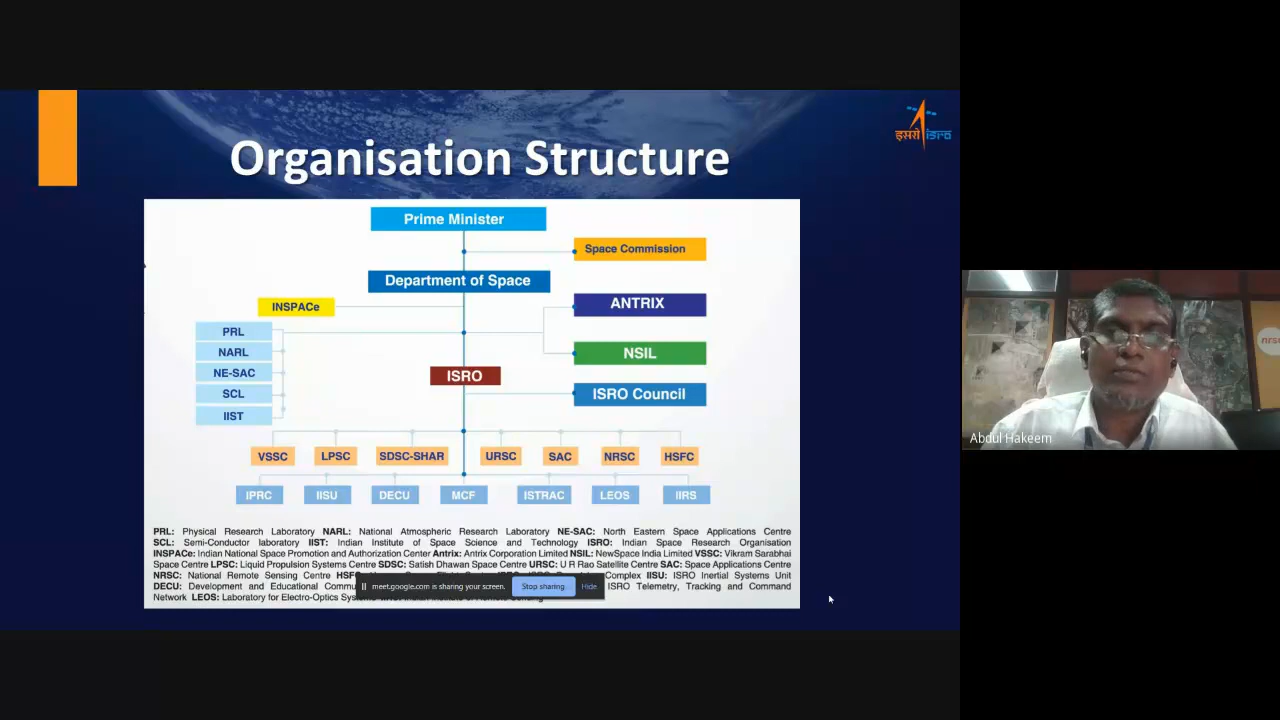 इसरो isro
Organisation Structure
Prime Minister
Space Commission
Department of Space
INSPACe
ANTRIX
PRL
NARL
NSIL
NE-SAC
ISRO
SCL
ISRO Council
IIST
VSSC LPSC SDSC-SHAR URSC SAC NRSC HSFC
IPRC IISU DECU MCF ISTRAC LEOS IIRS
PRL: Physical Research Laboratory NARL: National Atmospheric Research Laboratory NE-SAC: North Eastern Space Applications Centre
SCL: Semi-Conductor laboratory IIST: Indian Institute of Space Science and Technology ISRO: Indian Space Research Organisation
INSPACe: Indian National Space Promotion and Authorization Center Antrix: Antrix Corporation Limited NSIL: NewSpace India Limited VSSC: Vikram Sarabhai
Space Centre LPSC: Liquid Propulsion Systems Centre SDSC: Satish Dhawan Space Centre URSC: U R Rao Satellite Centre SAC: Space Applications Centre
NRSC: National Remote Sensing Centre Complex IISU: ISRO Inertial Systems Unit
DECU: Development and Educational ISRO Telemetry, Tracking and Command
Network LEOS: Laboratory for Electro-Optics
meet.google.com is sharing your screen. Stop sharing. Hide
nrsc
Abdul Hakeem